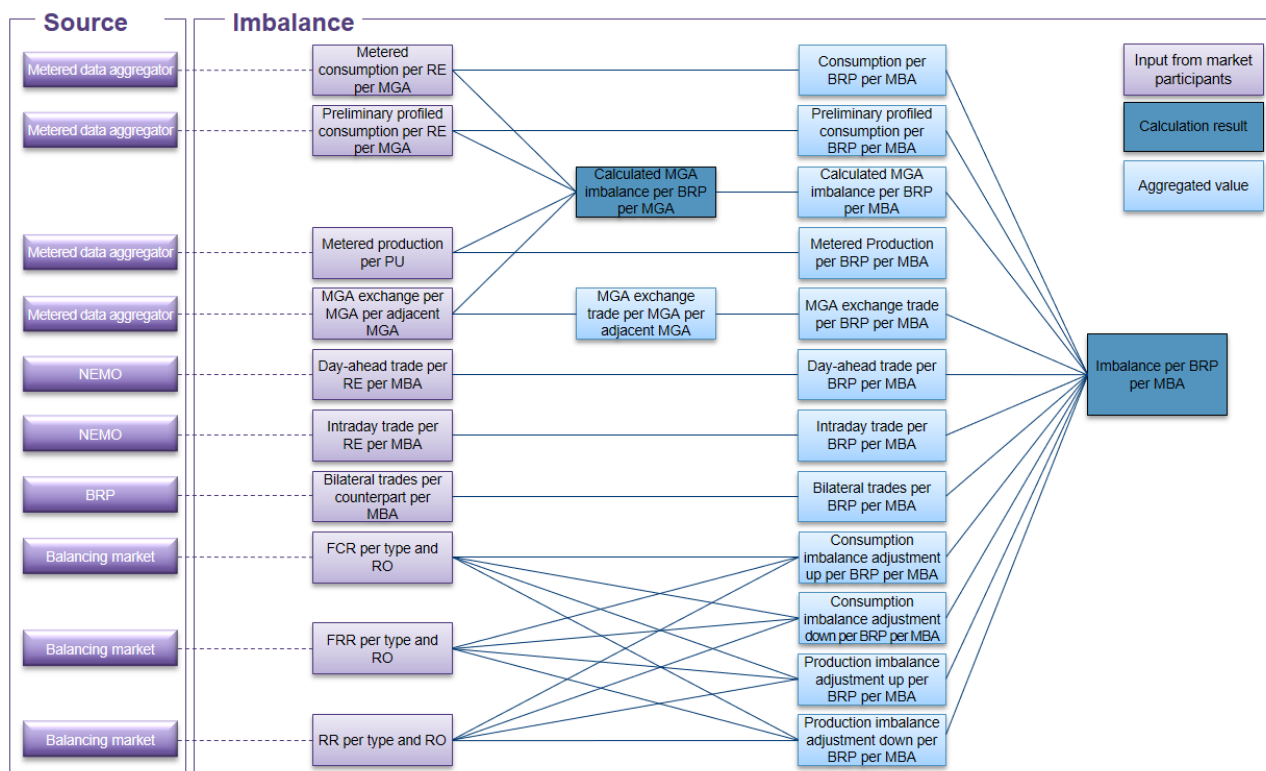 Source
Imbalance
Metered data aggregator
Metered
consumption per RE
per MGA
Consumption per
BRP per MBA
Input from market
participants
Metered data aggregator
Preliminary profiled
consumption per RE
per MGA
Preliminary profiled
consumption per
BRP per MBA
Calculation result
Calculated MGA
imbalance per BRP
per MGA
Calculated MGA
imbalance per BRP
per MBA
Aggregated value
Metered data aggregator
Metered production
per PU
Metered Production
per BRP per MBA
Metered data aggregator
MGA exchange per
MGA per adjacent
MGA
MGA exchange
trade per MGA per
adjacent MGA
MGA exchange trade
per BRP per MBA
NEMO
Day-ahead trade per
RE per MBA
Day-ahead trade per
BRP per MBA
Imbalance per BRP
per MBA
NEMO
Intraday trade per
RE per MBA
Intraday trade per
BRP per MBA
BRP
Bilateral trades per
counterpart per
MBA
Bilateral trades per
BRP per MBA
Balancing market
FCR per type and
RO
Consumption
imbalance adjustment
up per BRP per MBA
Consumption
imbalance adjustment
down per BRP per MBA
Balancing market
FRR per type and
RO
Production imbalance
adjustment up per
BRP per MBA
Balancing market
RR per type and RO
Production imbalance
adjustment down per
BRP per MBA